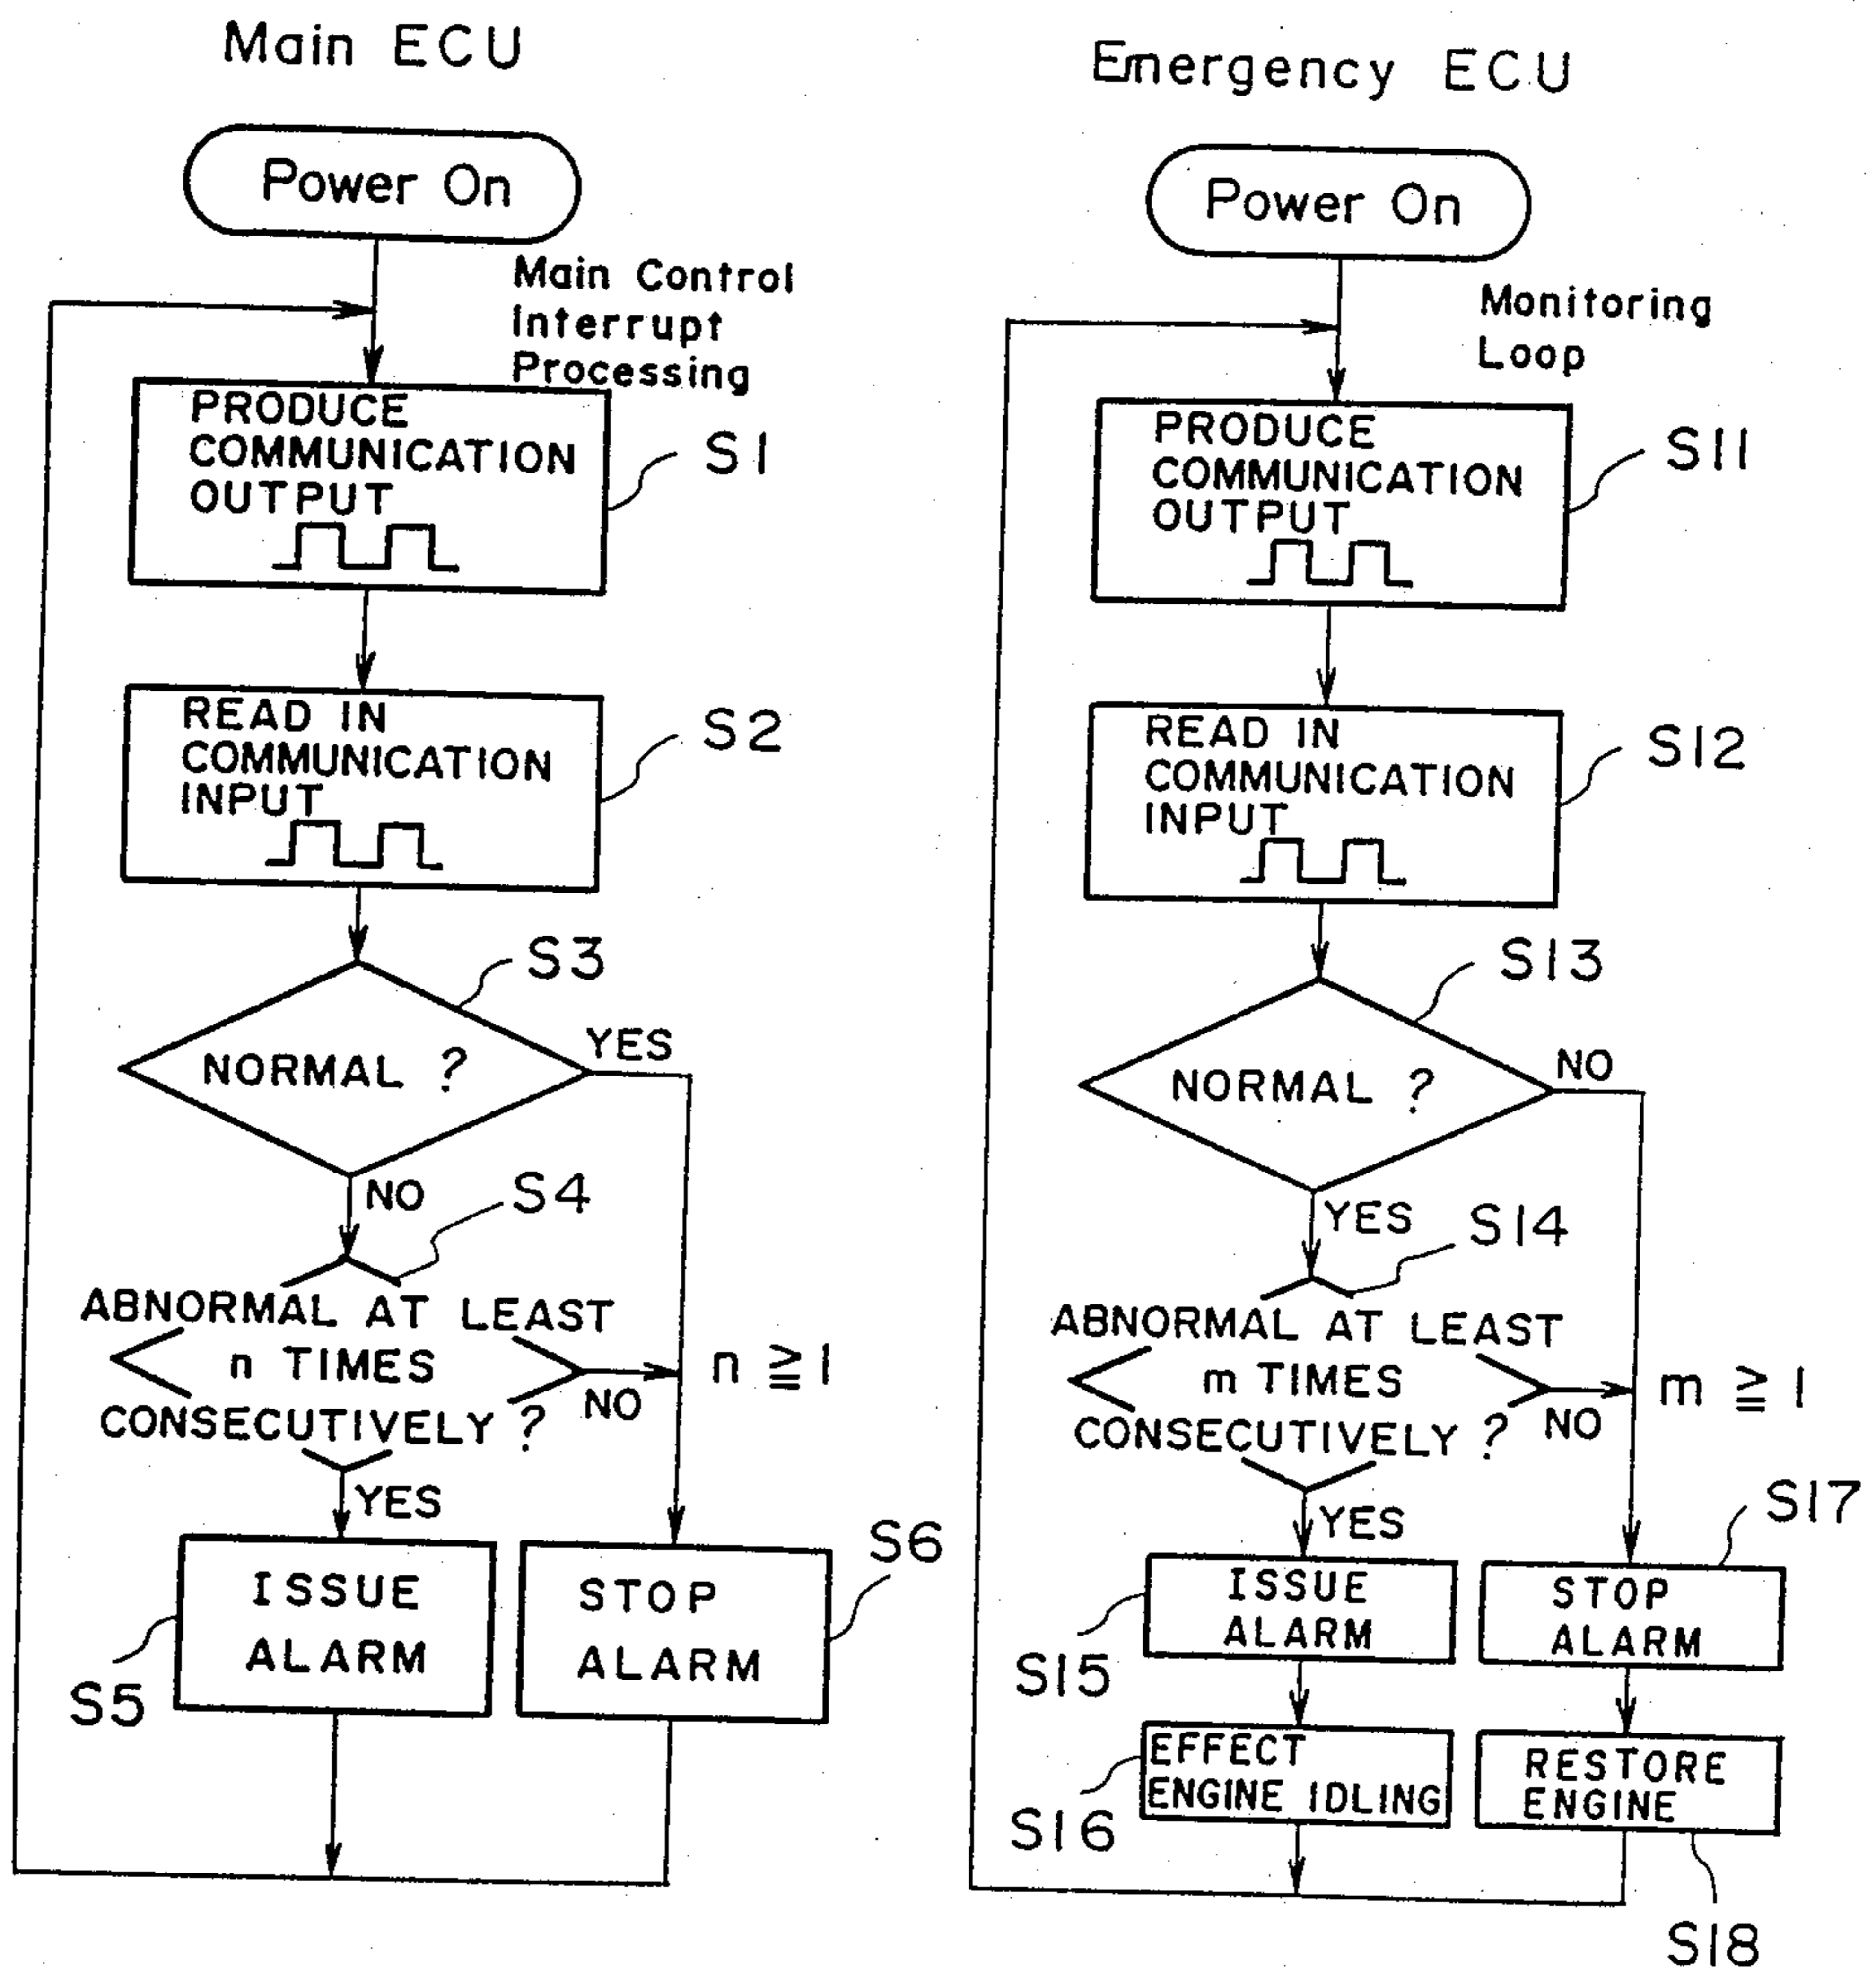 Main ECU
Power On
Main Control
Interrupt
Processing
PRODUCE
COMMUNICATION
OUTPUT
S1
READ IN
COMMUNICATION
INPUT
S2
S3
NORMAL ?
YES
NO
S4
ABNORMAL AT LEAST
n TIMES
CONSECUTIVELY ?
NO
n ≧ 1
YES
ISSUE
ALARM
S5
STOP
ALARM
S6
Emergency ECU
Power On
Monitoring
Loop
PRODUCE
COMMUNICATION
OUTPUT
S11
READ IN
COMMUNICATION
INPUT
S12
S13
NORMAL ?
NO
YES
S14
ABNORMAL AT LEAST
m TIMES
CONSECUTIVELY ?
NO
m ≧ 1
YES
S17
ISSUE
ALARM
S15
STOP
ALARM
EFFECT
ENGINE IDLING
S16
RESTORE
ENGINE
S18